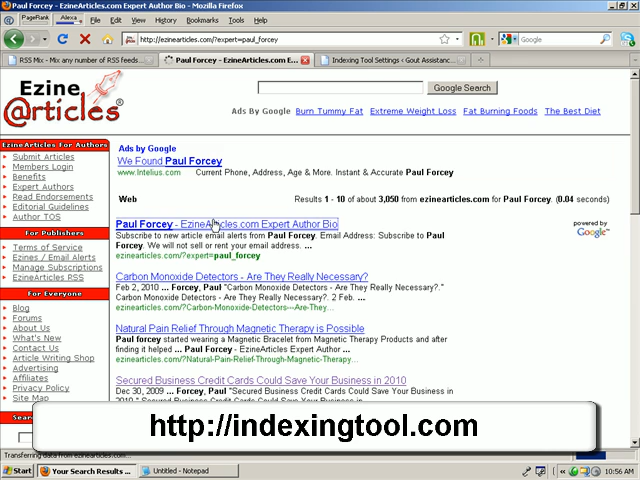 Paul Forcey - EzineArticles.com Expert Author Bio - Mozilla Firefox
File Edit View History Bookmarks Tools Help
PageRank Alexa
http://ezinearticles.com/?expert=paul_forcey
Google
RSS Mix - Mix any number of RSS feeds... Paul Forcey - EzineArticles.com E... Indexing Tool Settings ‹ Gout Assistanc...
Ezine @rticles ®
Google Search
Ads By Google Burn Tummy Fat Extreme Weight Loss Fat Burning Foods The Best Diet
EzineArticles For Authors
Submit Articles
Members Login
Benefits
Expert Authors
Read Endorsements
Editorial Guidelines
Author TOS
For Publishers
Terms of Service
Ezines / Email Alerts
Manage Subscriptions
EzineArticles RSS
For Everyone
Blog
Forums
About Us
What's New
Contact Us
Article Writing Shop
Advertising
Affiliates
Privacy Policy
Site Map
Ads by Google
We Found Paul Forcey
www.Intelius.com Current Phone, Address, Age & More. Instant & Accurate Paul Forcey
Web Results 1 - 10 of about 3,050 from ezinearticles.com for Paul Forcey. (0.04 seconds)
Paul Forcey - EzineArticles.com Expert Author Bio
Subscribe to new article email alerts from Paul Forcey. Email Address: Subscribe to Paul
Forcey. We will not sell or rent your email address. ...
ezinearticles.com/?expert=paul_forcey
powered by
Google™
Carbon Monoxide Detectors - Are They Really Necessary?
Feb 2, 2010 ... Forcey, Paul "Carbon Monoxide Detectors - Are They Really Necessary?."
Carbon Monoxide Detectors - Are They Really Necessary?. 2 Feb. ...
ezinearticles.com/?Carbon-Monoxide-Detectors---Are-They...
Natural Pain Relief Through Magnetic Therapy is Possible
Paul forcey started wearing a Magnetic Bracelet from Magnetic Therapy Products and after
finding it helped ... Paul Forcey - EzineArticles Expert Author ...
ezinearticles.com/?Natural-Pain-Relief-Through-Magnetic-Therapy...
Secured Business Credit Cards Could Save Your Business in 2010
Dec 30, 2009 ... Forcey, Paul "Secured Business Credit Cards Could Save Your Business in
http://indexingtool.com
Transferring data from ezinearticles.com...
Start Your Search Results ... Untitled - Notepad 10:56 AM